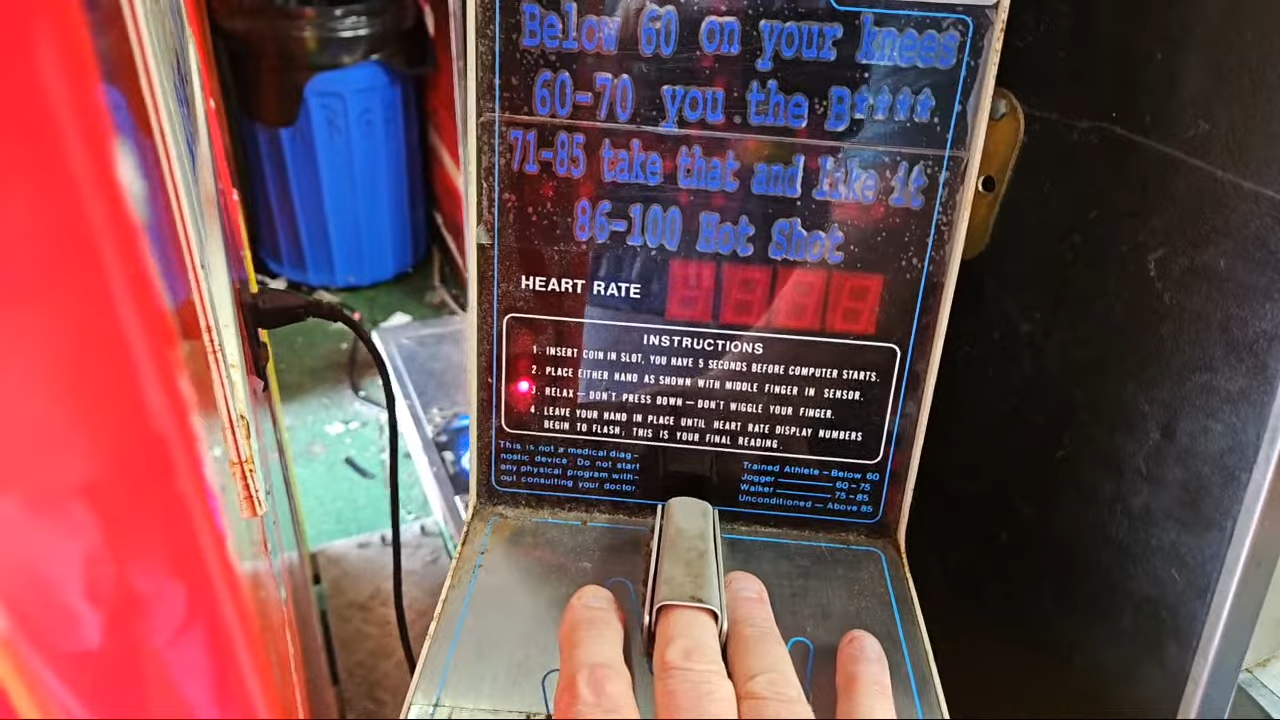 Below 60 on your knees
60-70 you the B****
71-85 take that and like it
86-100 Hot Shot
HEART RATE
INSTRUCTIONS
1. INSERT COIN IN SLOT, YOU HAVE 5 SECONDS BEFORE COMPUTER STARTS.
2. PLACE EITHER HAND AS SHOWN WITH MIDDLE FINGER IN SENSOR.
3. RELAX — DON'T PRESS DOWN — DON'T WIGGLE YOUR FINGER.
4. LEAVE YOUR HAND IN PLACE UNTIL HEART RATE DISPLAY NUMBERS
BEGIN TO FLASH; THIS IS YOUR FINAL READING.
This is not a medical diag-
nostic device. Do not start
any physical program with-
out consulting your doctor.
Trained Athlete — Below 60
Jogger — 60-75
Walker — 75-85
Unconditioned — Above 85